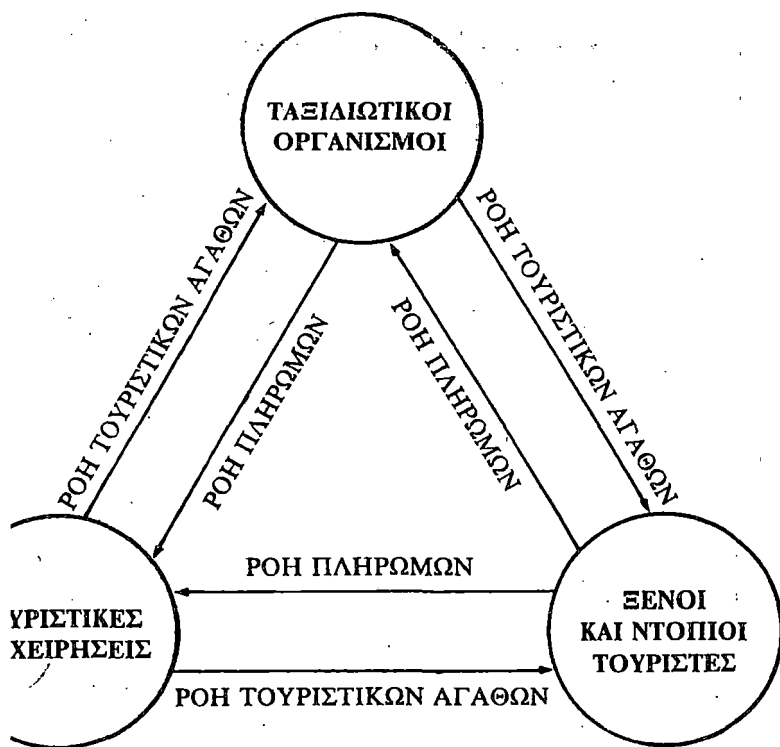 ΤΑΞΙΔΙΩΤΙΚΟΙ
ΟΡΓΑΝΙΣΜΟΙ
ΡΟΗ ΤΟΥΡΙΣΤΙΚΩΝ ΑΓΑΘΩΝ
ΡΟΗ ΠΛΗΡΩΜΩΝ
ΡΟΗ ΠΛΗΡΩΜΩΝ
ΡΟΗ ΤΟΥΡΙΣΤΙΚΩΝ ΑΓΑΘΩΝ
ΡΟΗ ΠΛΗΡΩΜΩΝ
ΥΡΙΣΤΙΚΕΣ
ΧΕΙΡΗΣΕΙΣ
ΞΕΝΟΙ
ΚΑΙ ΝΤΟΠΙΟΙ
ΤΟΥΡΙΣΤΕΣ
ΡΟΗ ΤΟΥΡΙΣΤΙΚΩΝ ΑΓΑΘΩΝ